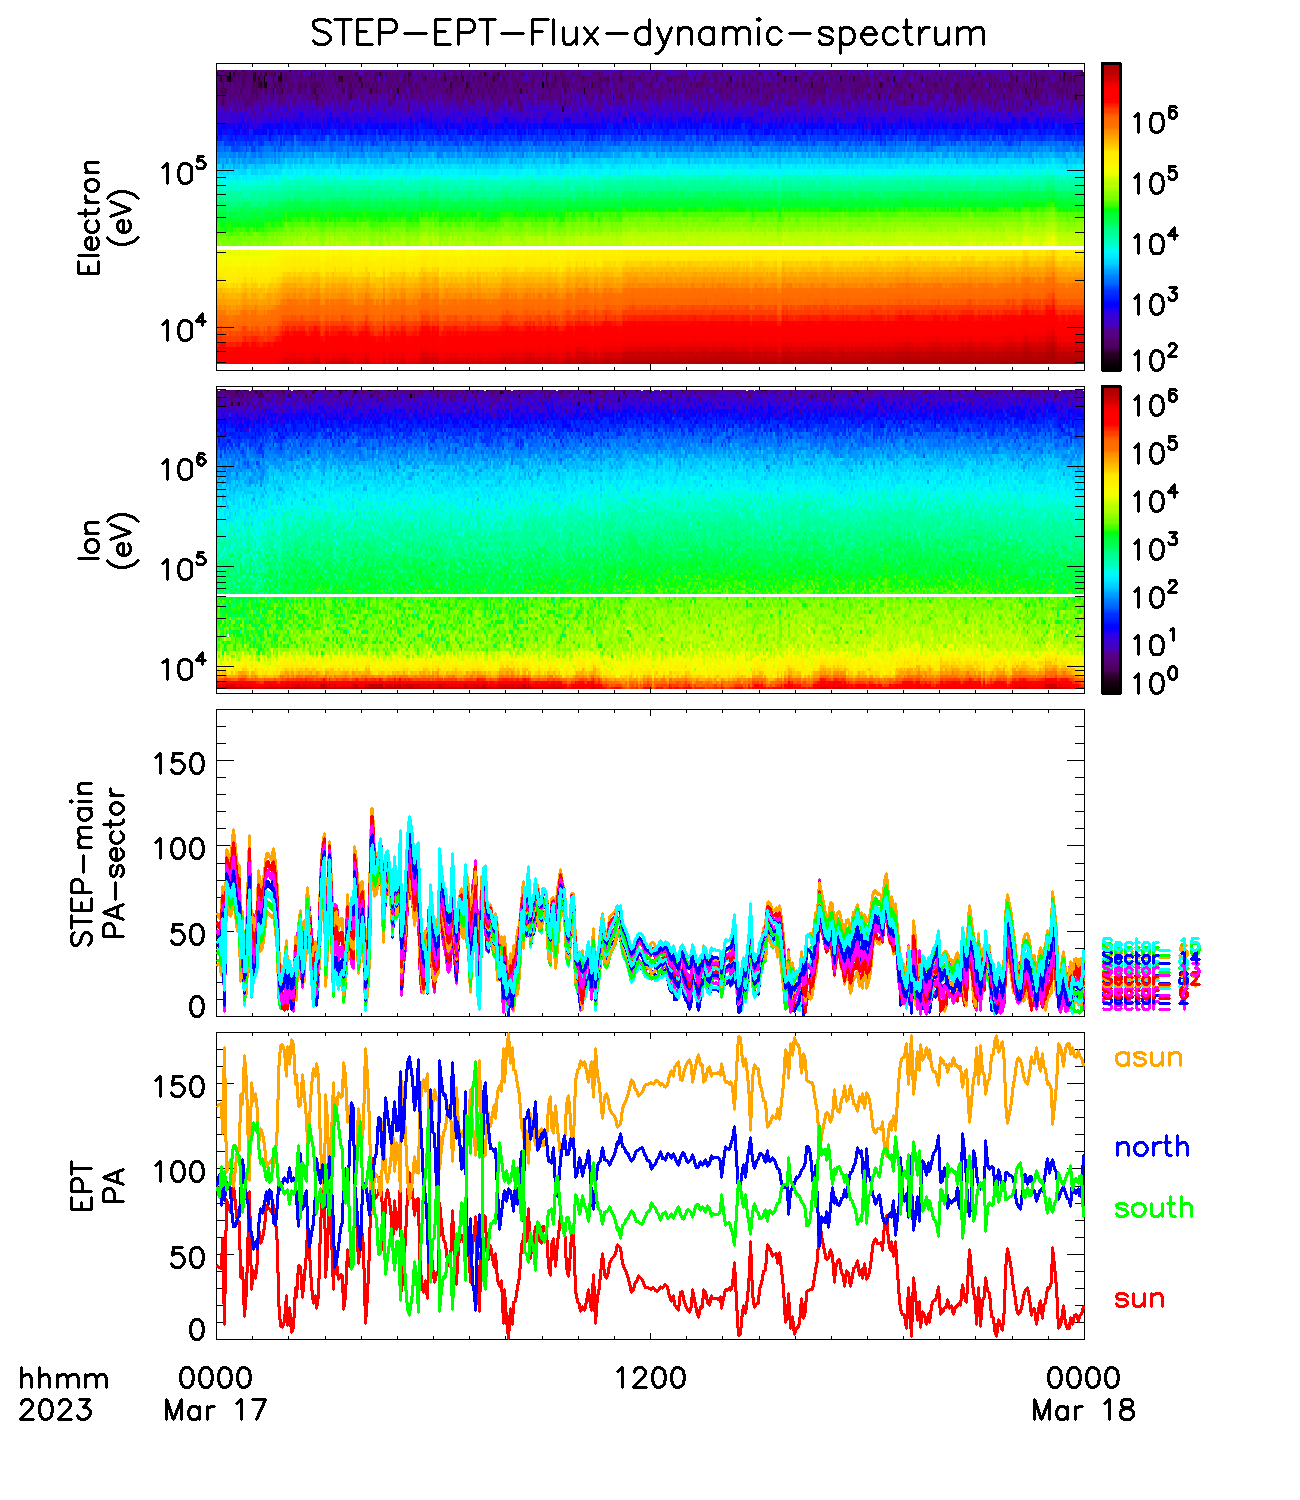 STEP-EPT-Flux-dynamic-spectrum
Electron
(eV)
10^5
10^4
10^6
10^5
10^4
10^3
10^2
Ion
(eV)
10^6
10^5
10^4
10^6
10^5
10^4
10^3
10^2
10^1
10^0
STEP-main
PA-sector
150
100
50
0
Sector_ 15
Sector_ 14
EPT
PA
150
100
50
0
asun
north
south
sun
hhmm
2023
0000
Mar 17
1200
0000
Mar 18